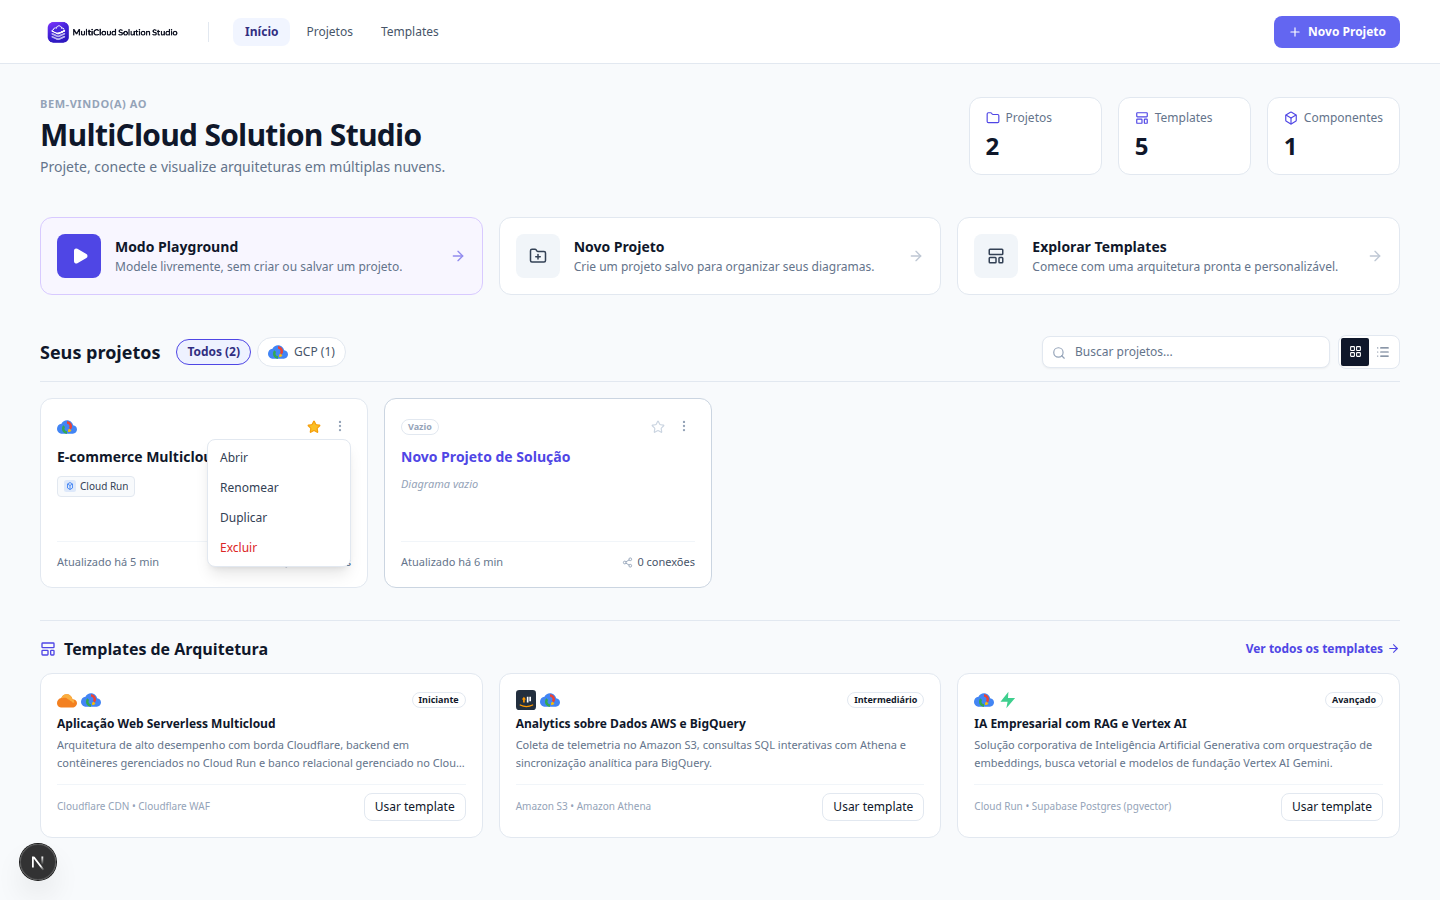 MultiCloud Solution Studio
Início
Projetos
Templates
Novo Projeto
BEM-VINDO(A) AO
MultiCloud Solution Studio
Projete, conecte e visualize arquiteturas em múltiplas nuvens.
Projetos
2
Templates
5
Componentes
1
Modo Playground
Modele livremente, sem criar ou salvar um projeto.
Novo Projeto
Crie um projeto salvo para organizar seus diagramas.
Explorar Templates
Comece com uma arquitetura pronta e personalizável.
Seus projetos
Todos (2)
GCP (1)
Buscar projetos...
E-commerce Multiclou
Cloud Run
Atualizado há 5 min
Abrir
Renomear
Duplicar
Excluir
Vazio
Novo Projeto de Solução
Diagrama vazio
Atualizado há 6 min
0 conexões
Templates de Arquitetura
Ver todos os templates
Iniciante
Aplicação Web Serverless Multicloud
Arquitetura de alto desempenho com borda Cloudflare, backend em
contêineres gerenciados no Cloud Run e banco relacional gerenciado no Clou...
Cloudflare CDN • Cloudflare WAF
Usar template
Intermediário
Analytics sobre Dados AWS e BigQuery
Coleta de telemetria no Amazon S3, consultas SQL interativas com Athena e
sincronização analítica para BigQuery.
Amazon S3 • Amazon Athena
Usar template
Avançado
IA Empresarial com RAG e Vertex AI
Solução corporativa de Inteligência Artificial Generativa com orquestração de
embeddings, busca vetorial e modelos de fundação Vertex AI Gemini.
Cloud Run • Supabase Postgres (pgvector)
Usar template
N